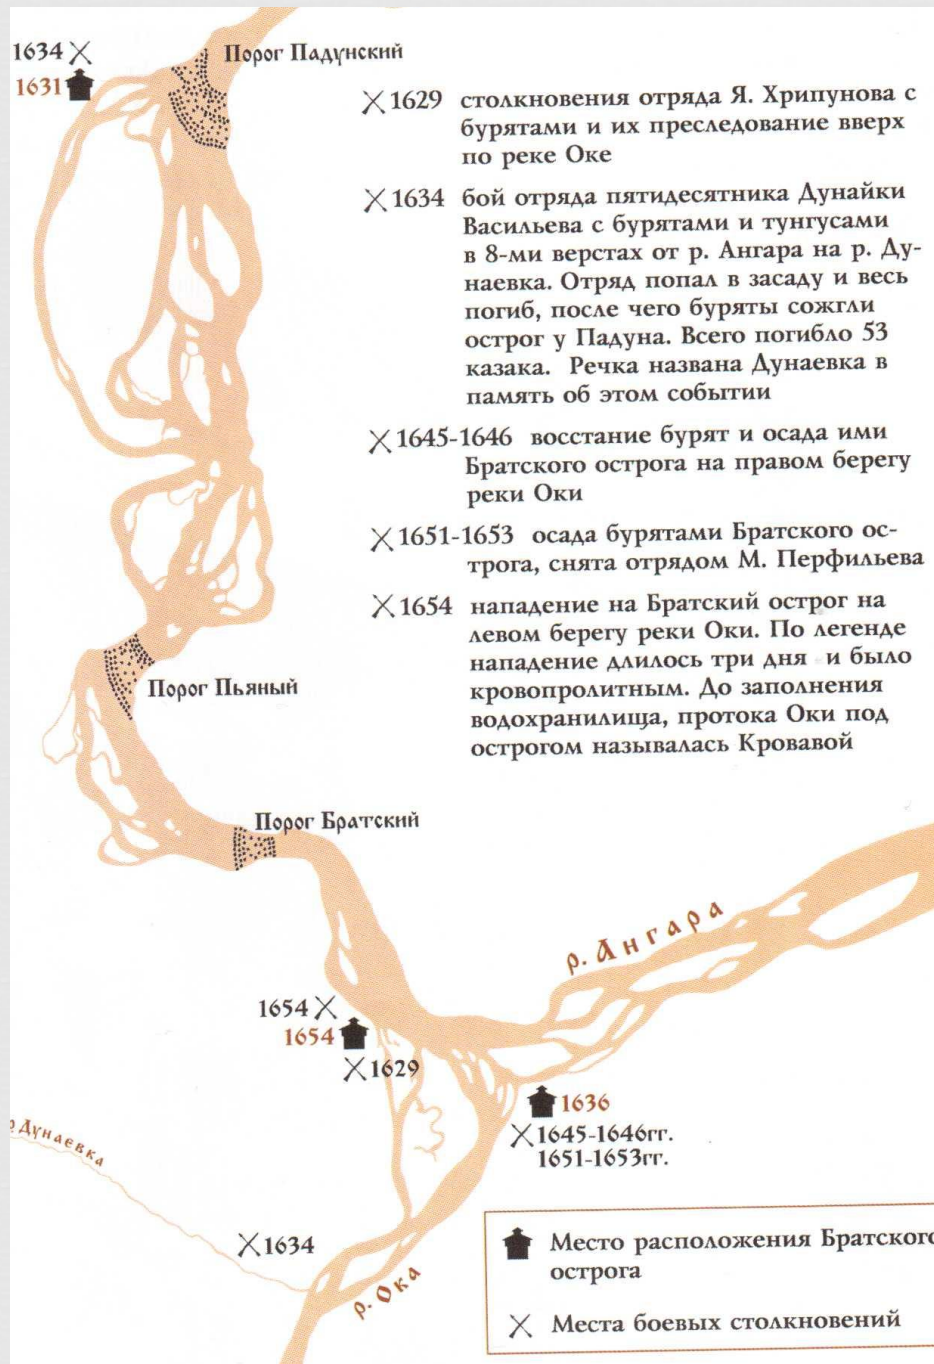 1634
Порог Падунский
1631
1629 столкновения отряда Я. Хрипунова с
бурятами и их преследование вверх
по реке Оке
1634 бой отряда пятидесятника Дунайки
Васильева с бурятами и тунгусами
в 8-ми верстах от р. Ангара на р. Ду-
наевка. Отряд попал в засаду и весь
погиб, после чего буряты сожгли
острог у Падуна. Всего погибло 53
казака. Речка названа Дунаевка в
память об этом событии
1645-1646 восстание бурят и осада ими
Братского острога на правом берегу
реки Оки
1651-1653 осада бурятами Братского ос-
трога, снята отрядом М. Перфильева
1654 нападение на Братский острог на
левом берегу реки Оки. По легенде
нападение длилось три дня и было
кровопролитным. До заполнения
водохранилища, протока Оки под
острогом называлась Кровавой
Порог Пьяный
Порог Братский
р. Ангара
1654
1654
1629
1636
1645-1646гг.
1651-1653гг.
Дунаевка
1634
р. Ока
Место расположения Братского
острога
Места боевых столкновений